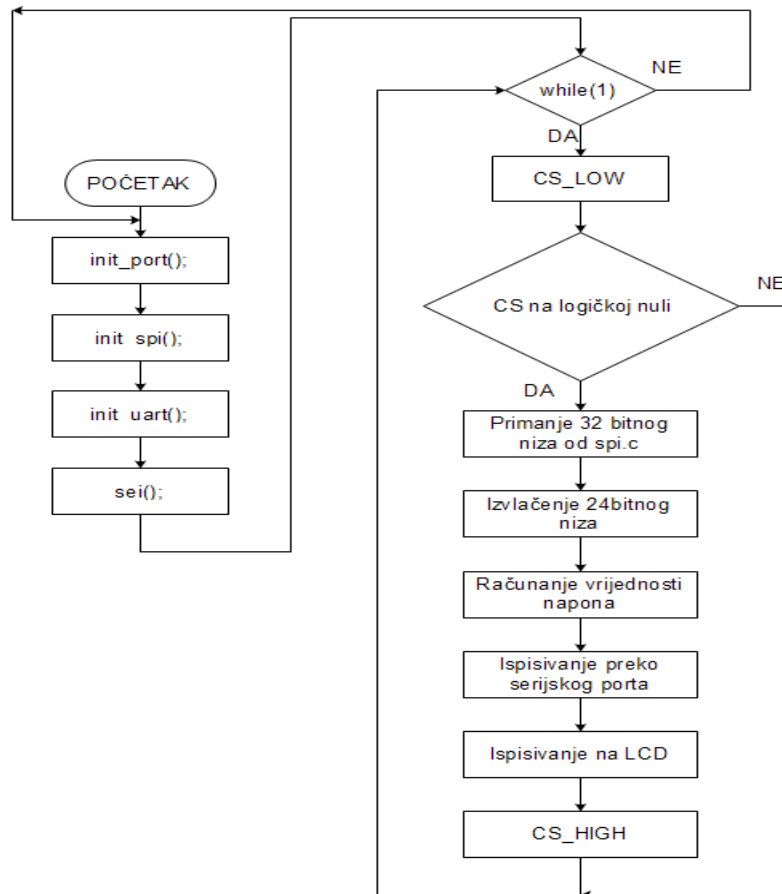 POČETAK
init_port();
init spi();
init uart();
sei();
while(1)
NE
DA
CS_LOW
CS na logičkoj nuli
NE
DA
Primanje 32 bitnog
niza od spi.c
Izvlačenje 24bitnog
niza
Računanje vrijednosti
napona
Ispisivanje preko
serijskog porta
Ispisivanje na LCD
CS_HIGH